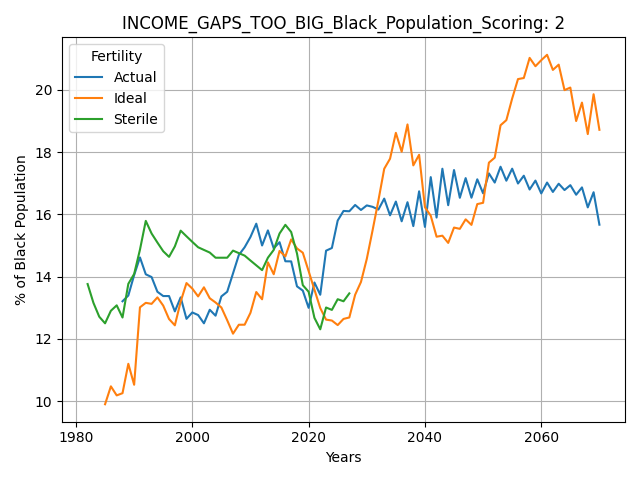 INCOME_GAPS_TOO_BIG_Black_Population_Scoring: 2
Fertility
Actual
Ideal
Sterile
% of Black Population
20
18
16
14
12
10
1980
2000
2020
2040
2060
Years